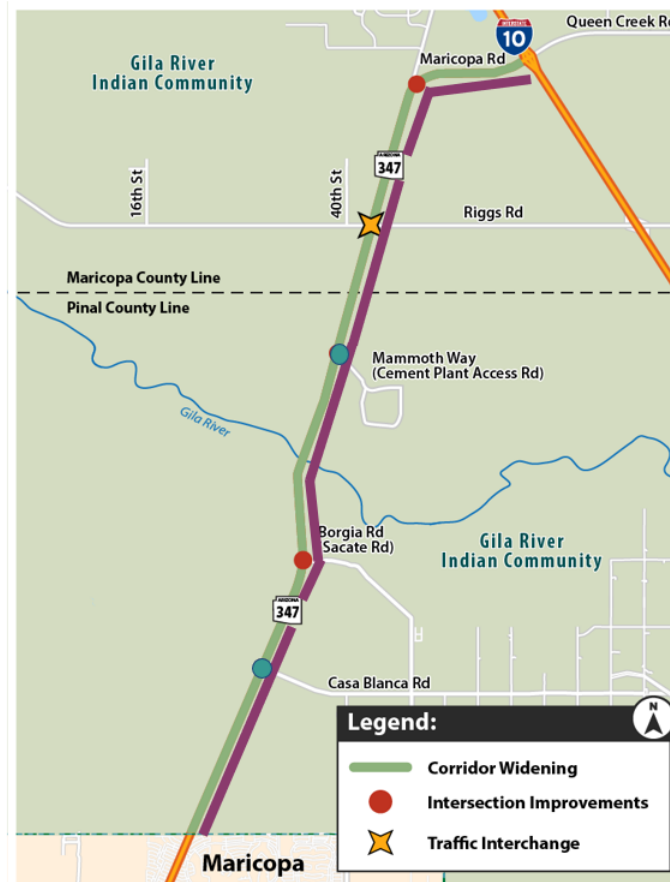 INTERSTATE
10
Queen Creek Rd
Maricopa Rd
Gila River
Indian Community
ARIZONA
347
16th St
40th St
Riggs Rd
Maricopa County Line
Pinal County Line
Mammoth Way
(Cement Plant Access Rd)
Gila River
Borgia Rd
Sacate Rd)
Gila River
Indian Community
ARIZONA
347
Casa Blanca Rd
N
Legend:
Corridor Widening
Intersection Improvements
Traffic Interchange
Maricopa